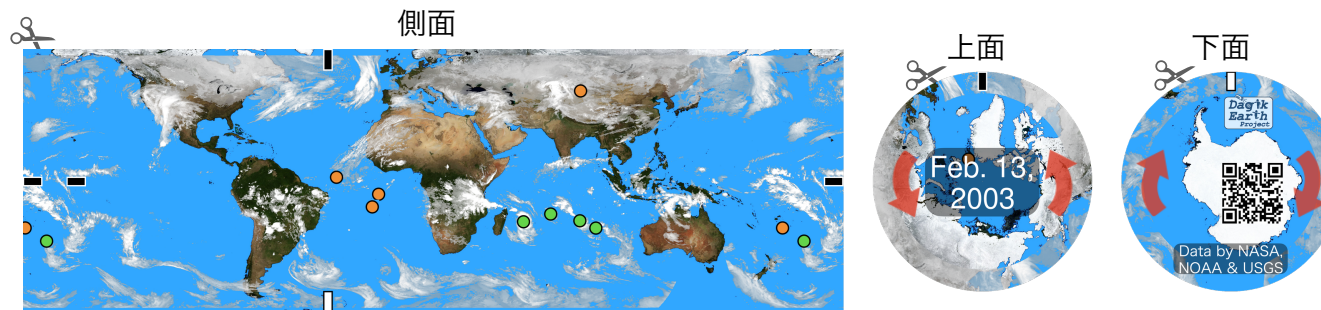 側面
上面
下面
Feb. 13,
2003
Dagik
Earth
Project
Data by NASA,
NOAA & USGS